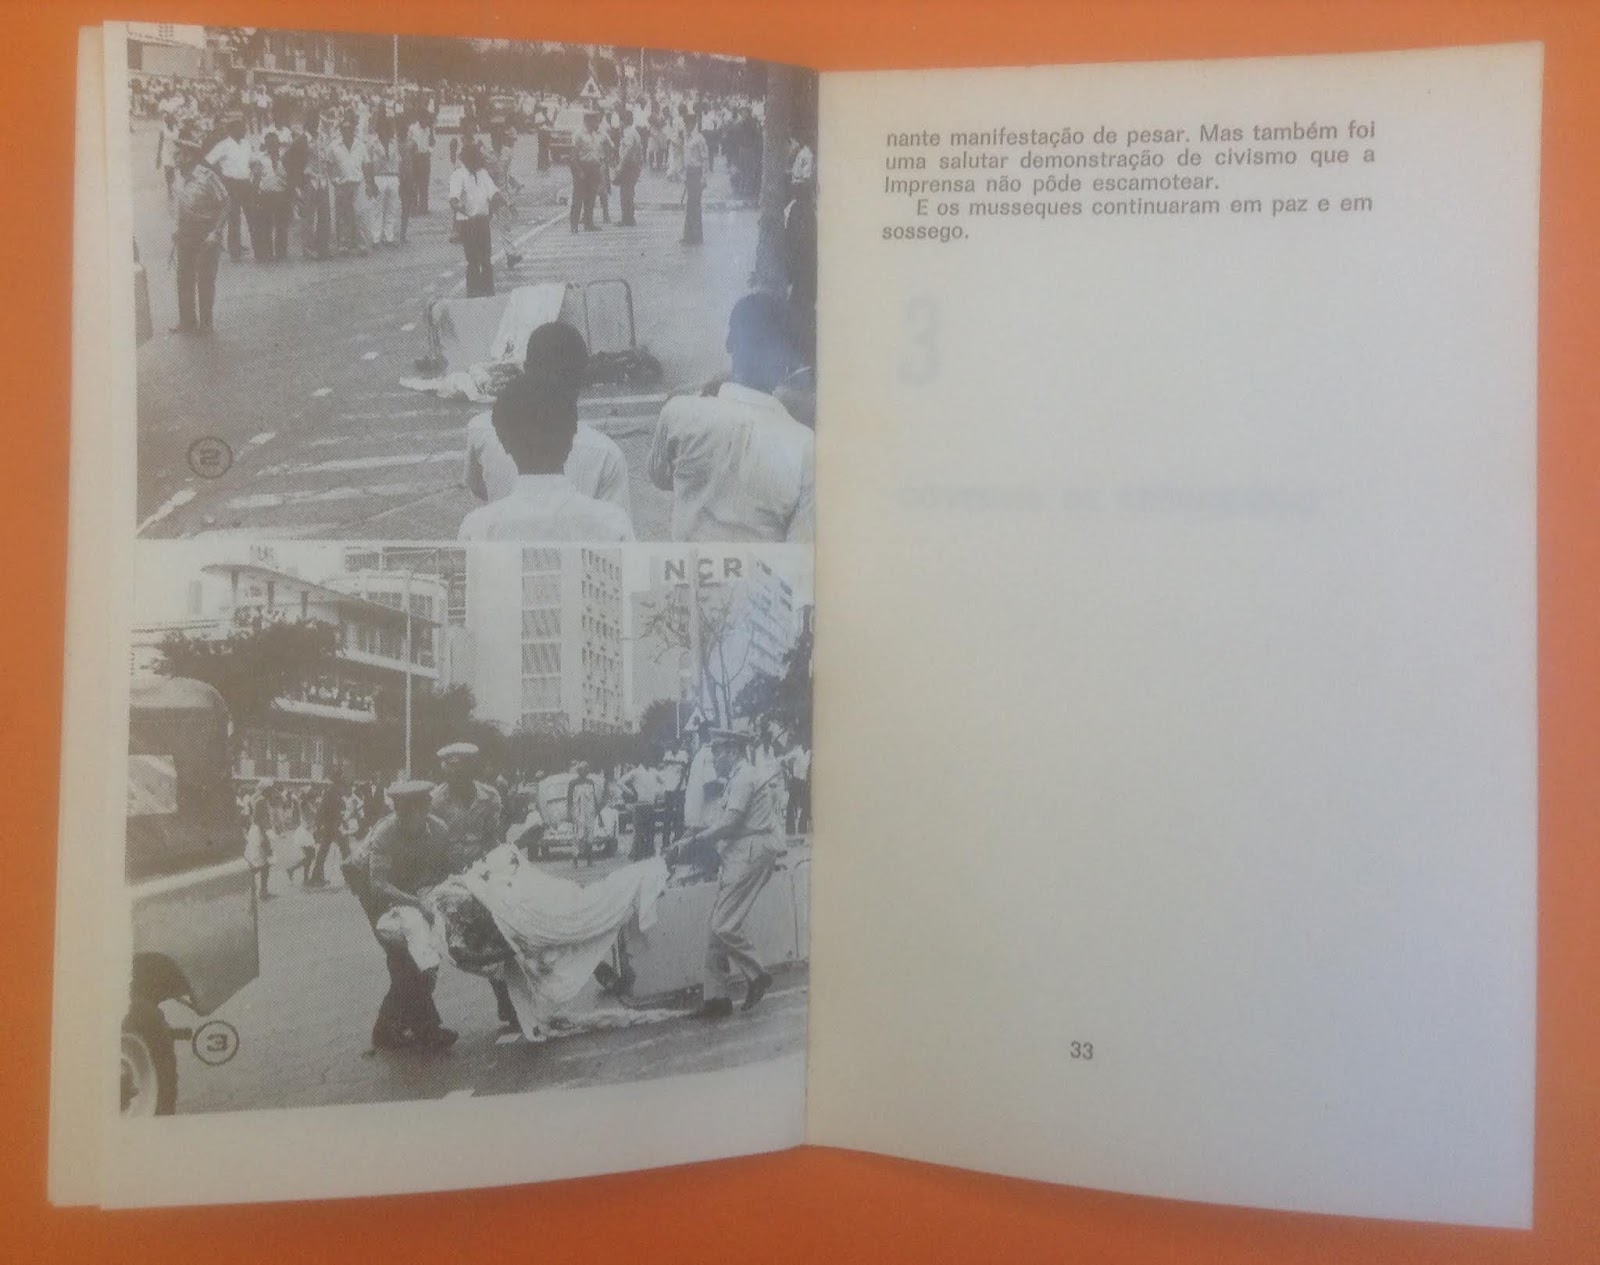 2
NCR
3
nante manifestação de pesar. Mas também foi
uma salutar demonstração de civismo que a
Imprensa não pôde escamotear.
E os musseques continuaram em paz e em
sossego.
3
33